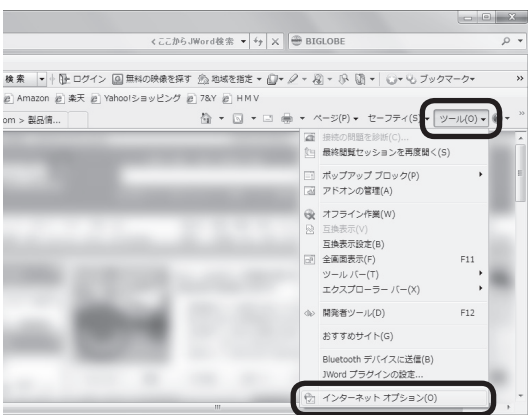 <ここからJWord検索
BIGLOBE
検索 ログイン 無料の映像を探す 地域を指定 ブックマーク
Amazon 楽天 Yahoo!ショッピング 7&Y HMV
om > 製品情...
ページ(P) セーフティ(S) ツール(O)
接続の問題を診断(C)...
最終閲覧セッションを再度開く(S)
ポップアップ ブロック(P)
アドオンの管理(A)
オフライン作業(W)
互換表示(V)
互換表示設定(B)
全画面表示(F) F11
ツール バー(T)
エクスプローラー バー(X)
開発者ツール(D) F12
おすすめサイト(G)
Bluetooth デバイスに送信(B)
JWord プラグインの設定...
インターネット オプション(O)